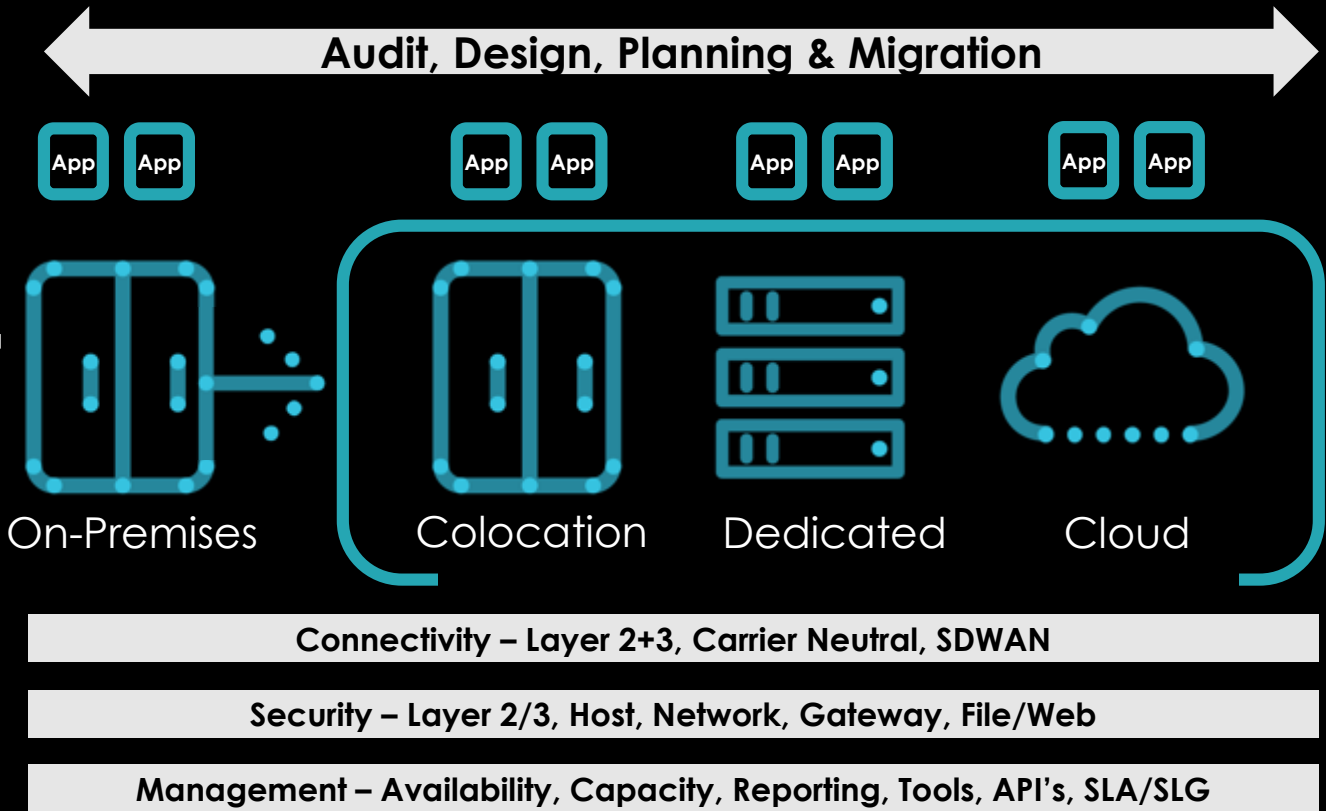 Audit, Design, Planning & Migration
App App App App App App App App
On-Premises Colocation Dedicated Cloud
Connectivity – Layer 2+3, Carrier Neutral, SDWAN
Security – Layer 2/3, Host, Network, Gateway, File/Web
Management – Availability, Capacity, Reporting, Tools, API's, SLA/SLG